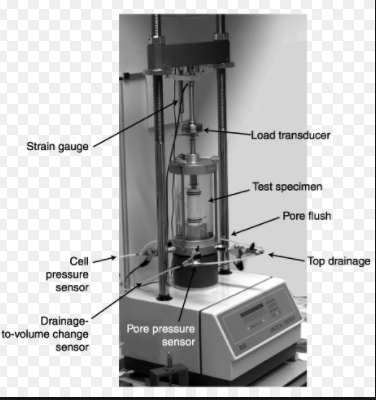 Strain gauge
Load transducer
Test specimen
Pore flush
Cell
pressure
sensor
Top drainage
Drainage-
to-volume change
sensor
Pore pressure
sensor